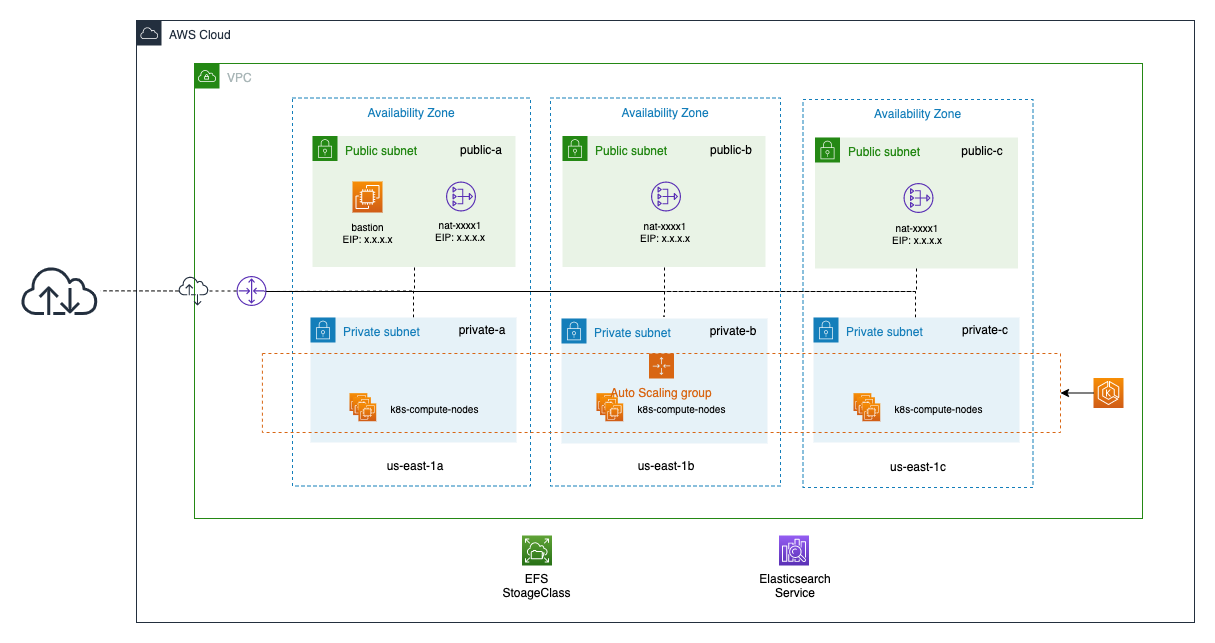 AWS Cloud
VPC
Availability Zone
Availability Zone
Availability Zone
Public subnet
public-a
Public subnet
public-b
Public subnet
public-c
bastion
EIP: x.x.x.x
nat-xxxx1
EIP: x.x.x.x
nat-xxxx1
EIP: x.x.x.x
nat-xxxx1
EIP: x.x.x.x
Private subnet
private-a
Private subnet
private-b
Private subnet
private-c
Auto Scaling group
k8s-compute-nodes
k8s-compute-nodes
k8s-compute-nodes
K
us-east-1a
us-east-1b
us-east-1c
EFS
StoageClass
Elasticsearch
Service